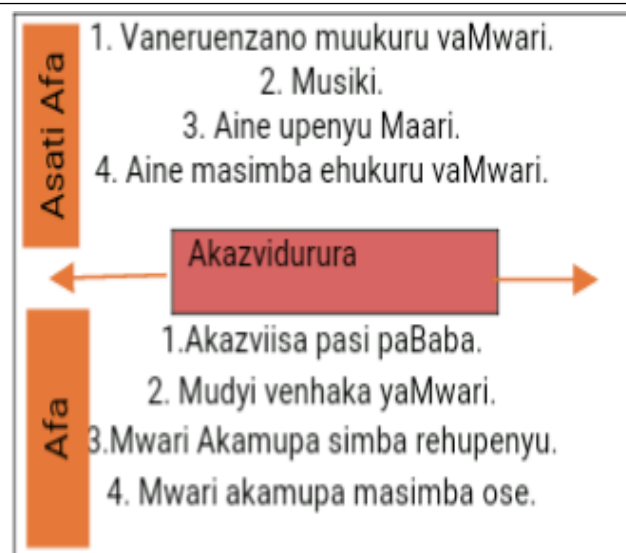 Asati Afa
1. Vaneruenzano muukuru vaMwari.
2. Musiki.
3. Aine upenyu Maari.
4. Aine masimba ehukuru vaMwari.
Akazvidurura
Afa
1.Akazviisa pasi paBaba.
2. Mudyi venhaka yaMwari.
3.Mwari Akamupa simba rehupenyu.
4. Mwari akamupa masimba ose.